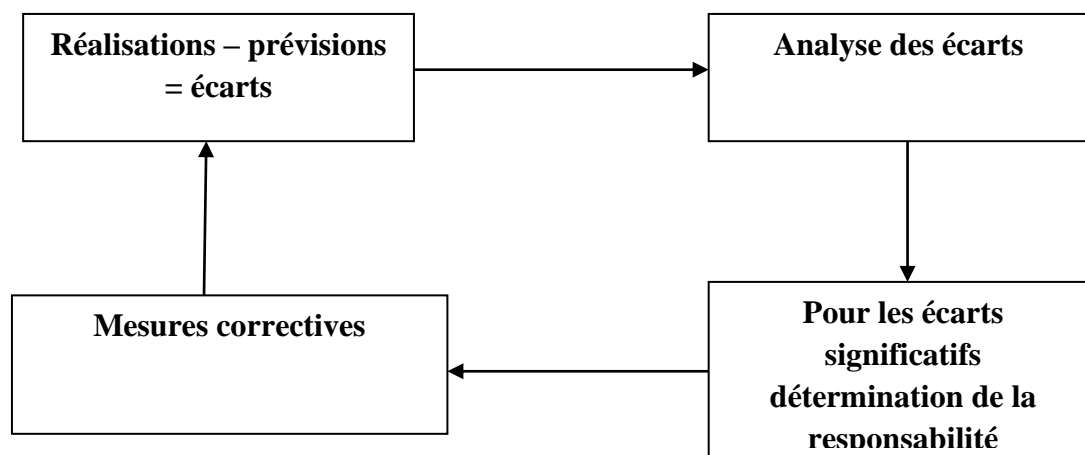 Réalisations – prévisions
= écarts
Analyse des écarts
Pour les écarts
significatifs
détermination de la
responsabilité
Mesures correctives